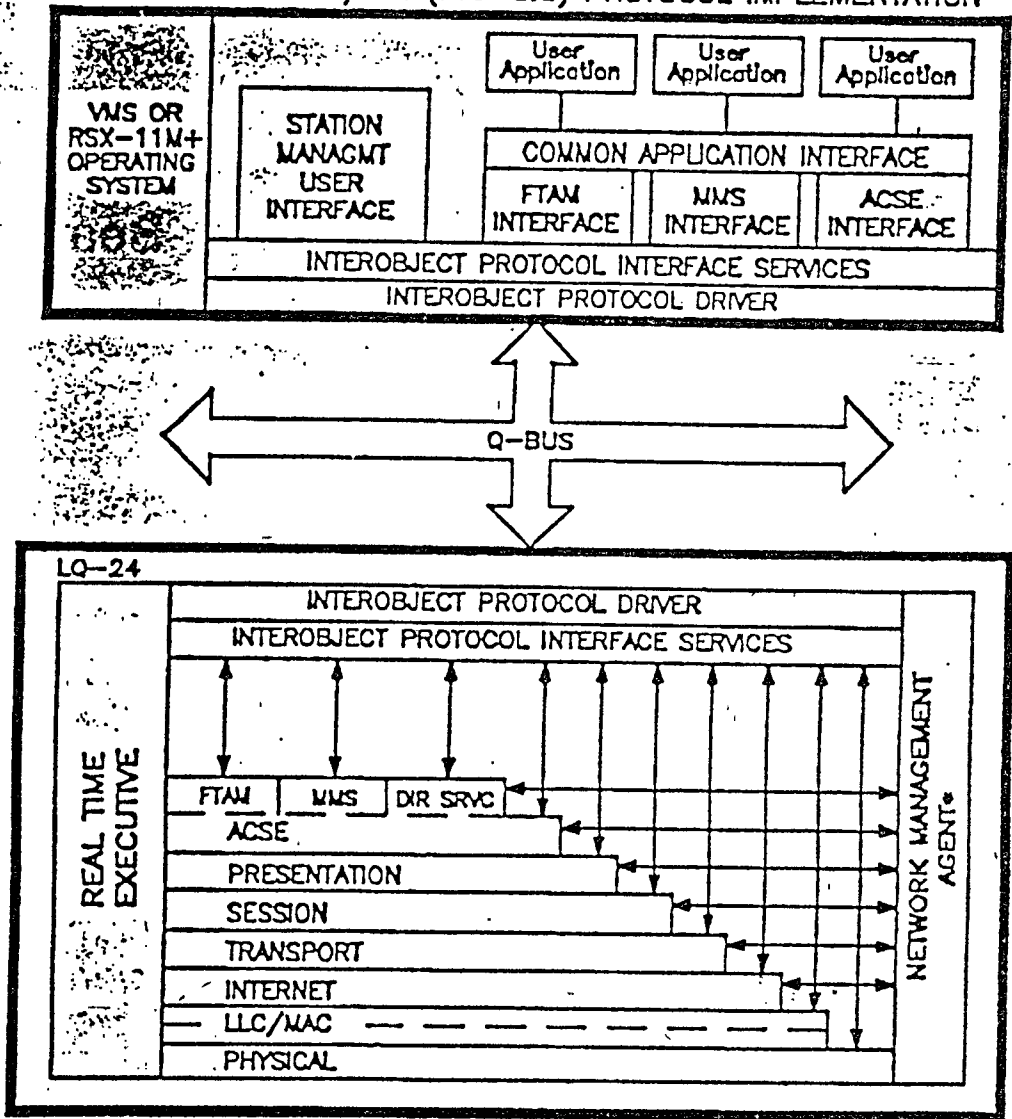 PROTOCOL IMPLEMENTATION
VMS OR
RSX-11M+
OPERATING
SYSTEM
STATION
MANAGMT
USER
INTERFACE
User
Application
User
Application
User
Application
COMMON APPLICATION INTERFACE
FTAM
INTERFACE
MMS
INTERFACE
ACSE
INTERFACE
INTEROBJECT PROTOCOL INTERFACE SERVICES
INTEROBJECT PROTOCOL DRIVER
Q-BUS
LQ-24
REAL TIME
EXECUTIVE
INTEROBJECT PROTOCOL DRIVER
INTEROBJECT PROTOCOL INTERFACE SERVICES
FTAM
MMS
DIR SRVC
ACSE
PRESENTATION
SESSION
TRANSPORT
INTERNET
LLC/MAC
PHYSICAL
NETWORK MANAGEMENT
AGENT*